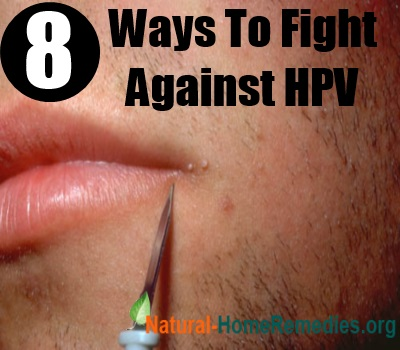 8 Ways To Fight
Against HPV
Natural-HomeRemedies.org